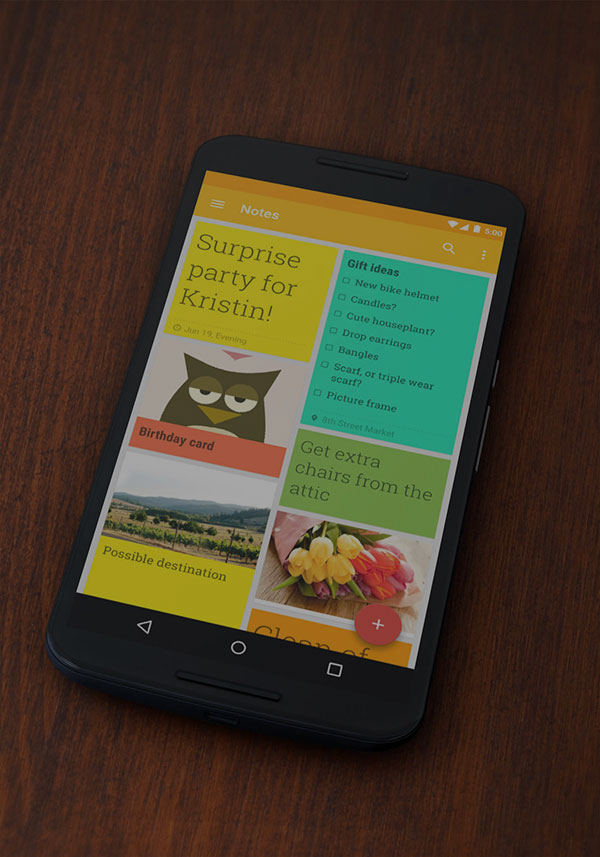 Notes
5:00
Surprise
party for
Kristin!
Jun 19, Evening
Birthday card
Possible destination
Gift ideas
New bike helmet
Candles?
Cute houseplant?
Drop earrings
Bangles
Scarf, or triple wear
scarf?
Picture frame
8th Street Market
Get extra
chairs from the
attic